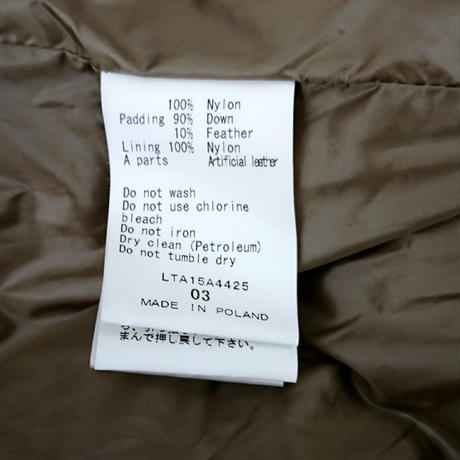 100% Nylon
Padding 90% Down
10% Feather
Lining 100% Nylon
A parts Artificial leather
Do not wash
Do not use chlorine
bleach
Do not iron
Dry clean (Petroleum)
Do not tumble dry
LTA15A4425
03
MADE IN POLAND
まんで押し戻して下さい。